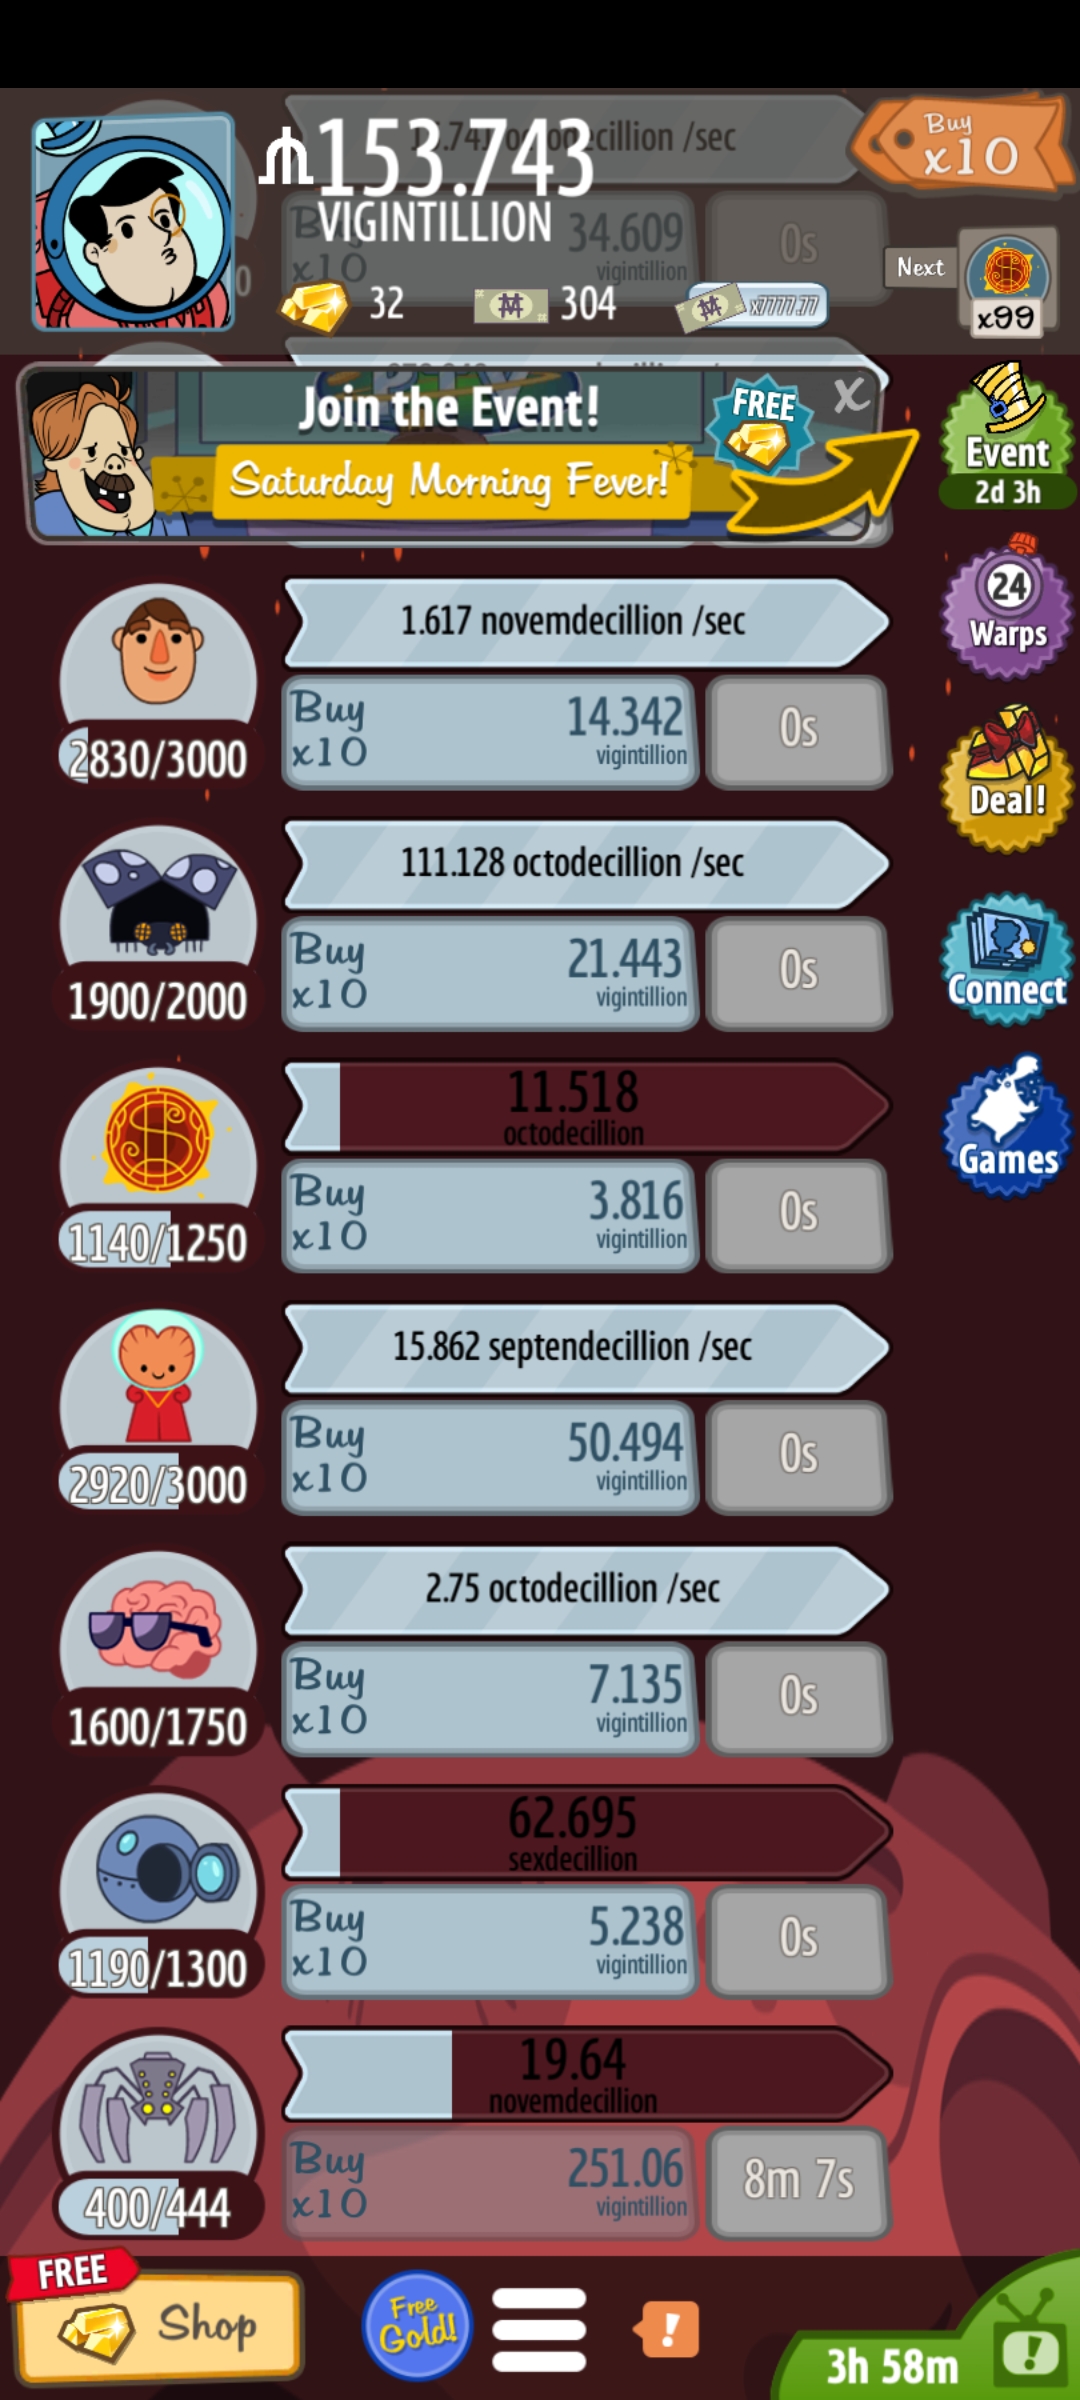 153.743
VIGINTILLION
Buy
x10
32
304
x7777.77
Next
x99
.741 octodecillion /sec
Buy
x10
34.609
vigintillion
0s
Join the Event!
FREE
X
Saturday Morning Fever!
Event
2d 3h
24
Warps
Deal!
Connect
Games
1.617 novemdecillion /sec
Buy
x10
14.342
vigintillion
0s
2830/3000
111.128 octodecillion /sec
Buy
x10
21.443
vigintillion
0s
1900/2000
11.518
octodecillion
Buy
x10
3.816
vigintillion
0s
1140/1250
15.862 septendecillion /sec
Buy
x10
50.494
vigintillion
0s
2920/3000
2.75 octodecillion /sec
Buy
x10
7.135
vigintillion
0s
1600/1750
62.695
sexdecillion
Buy
x10
5.238
vigintillion
0s
1190/1300
19.64
novemdecillion
Buy
x10
251.06
vigintillion
8m 7s
400/444
FREE
Shop
Free
Gold!
!
3h 58m
!